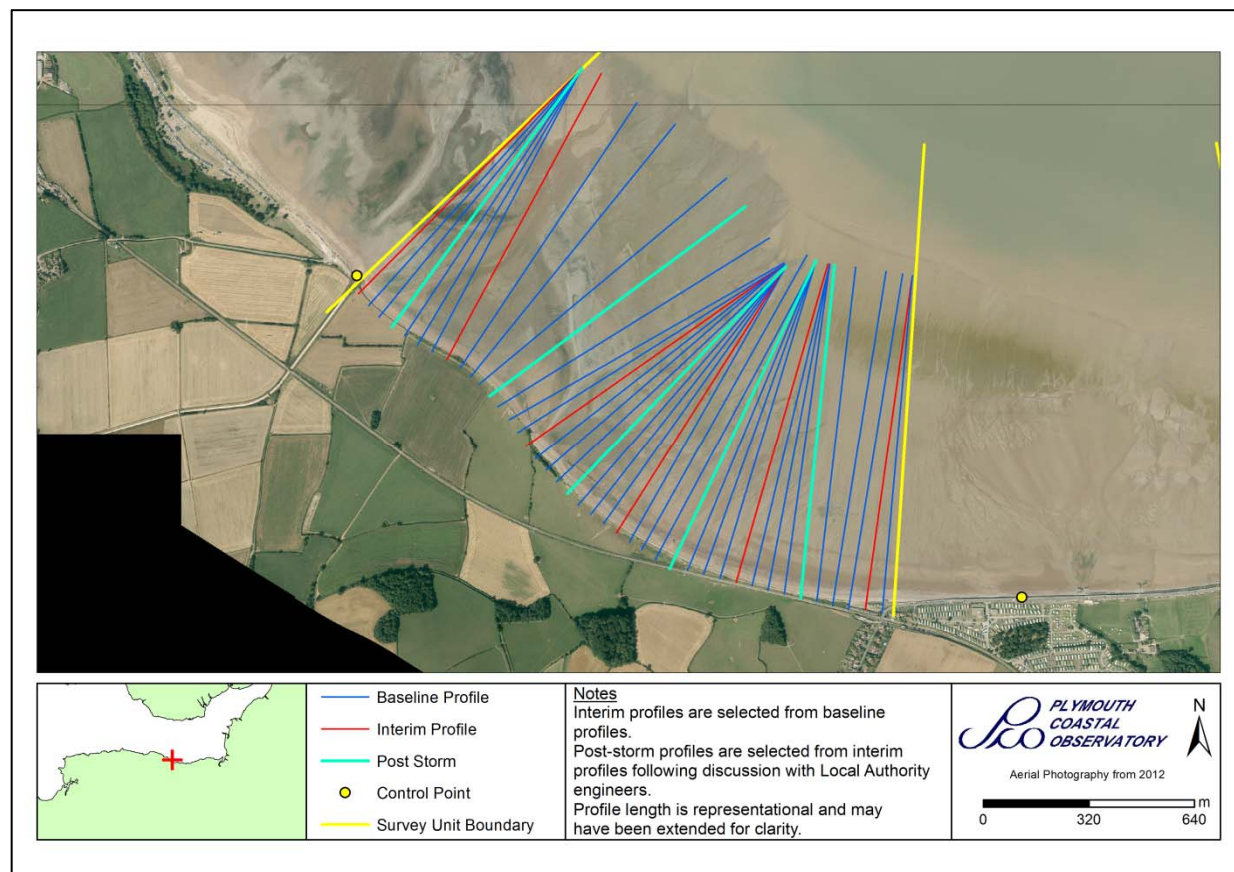 Baseline Profile
Interim Profile
Post Storm
Control Point
Survey Unit Boundary
Notes
Interim profiles are selected from baseline
profiles.
Post-storm profiles are selected from interim
profiles following discussion with Local Authority
engineers.
Profile length is representational and may
have been extended for clarity.
PLYMOUTH
COASTAL
OBSERVATORY
N
Aerial Photography from 2012
m
0 320 640